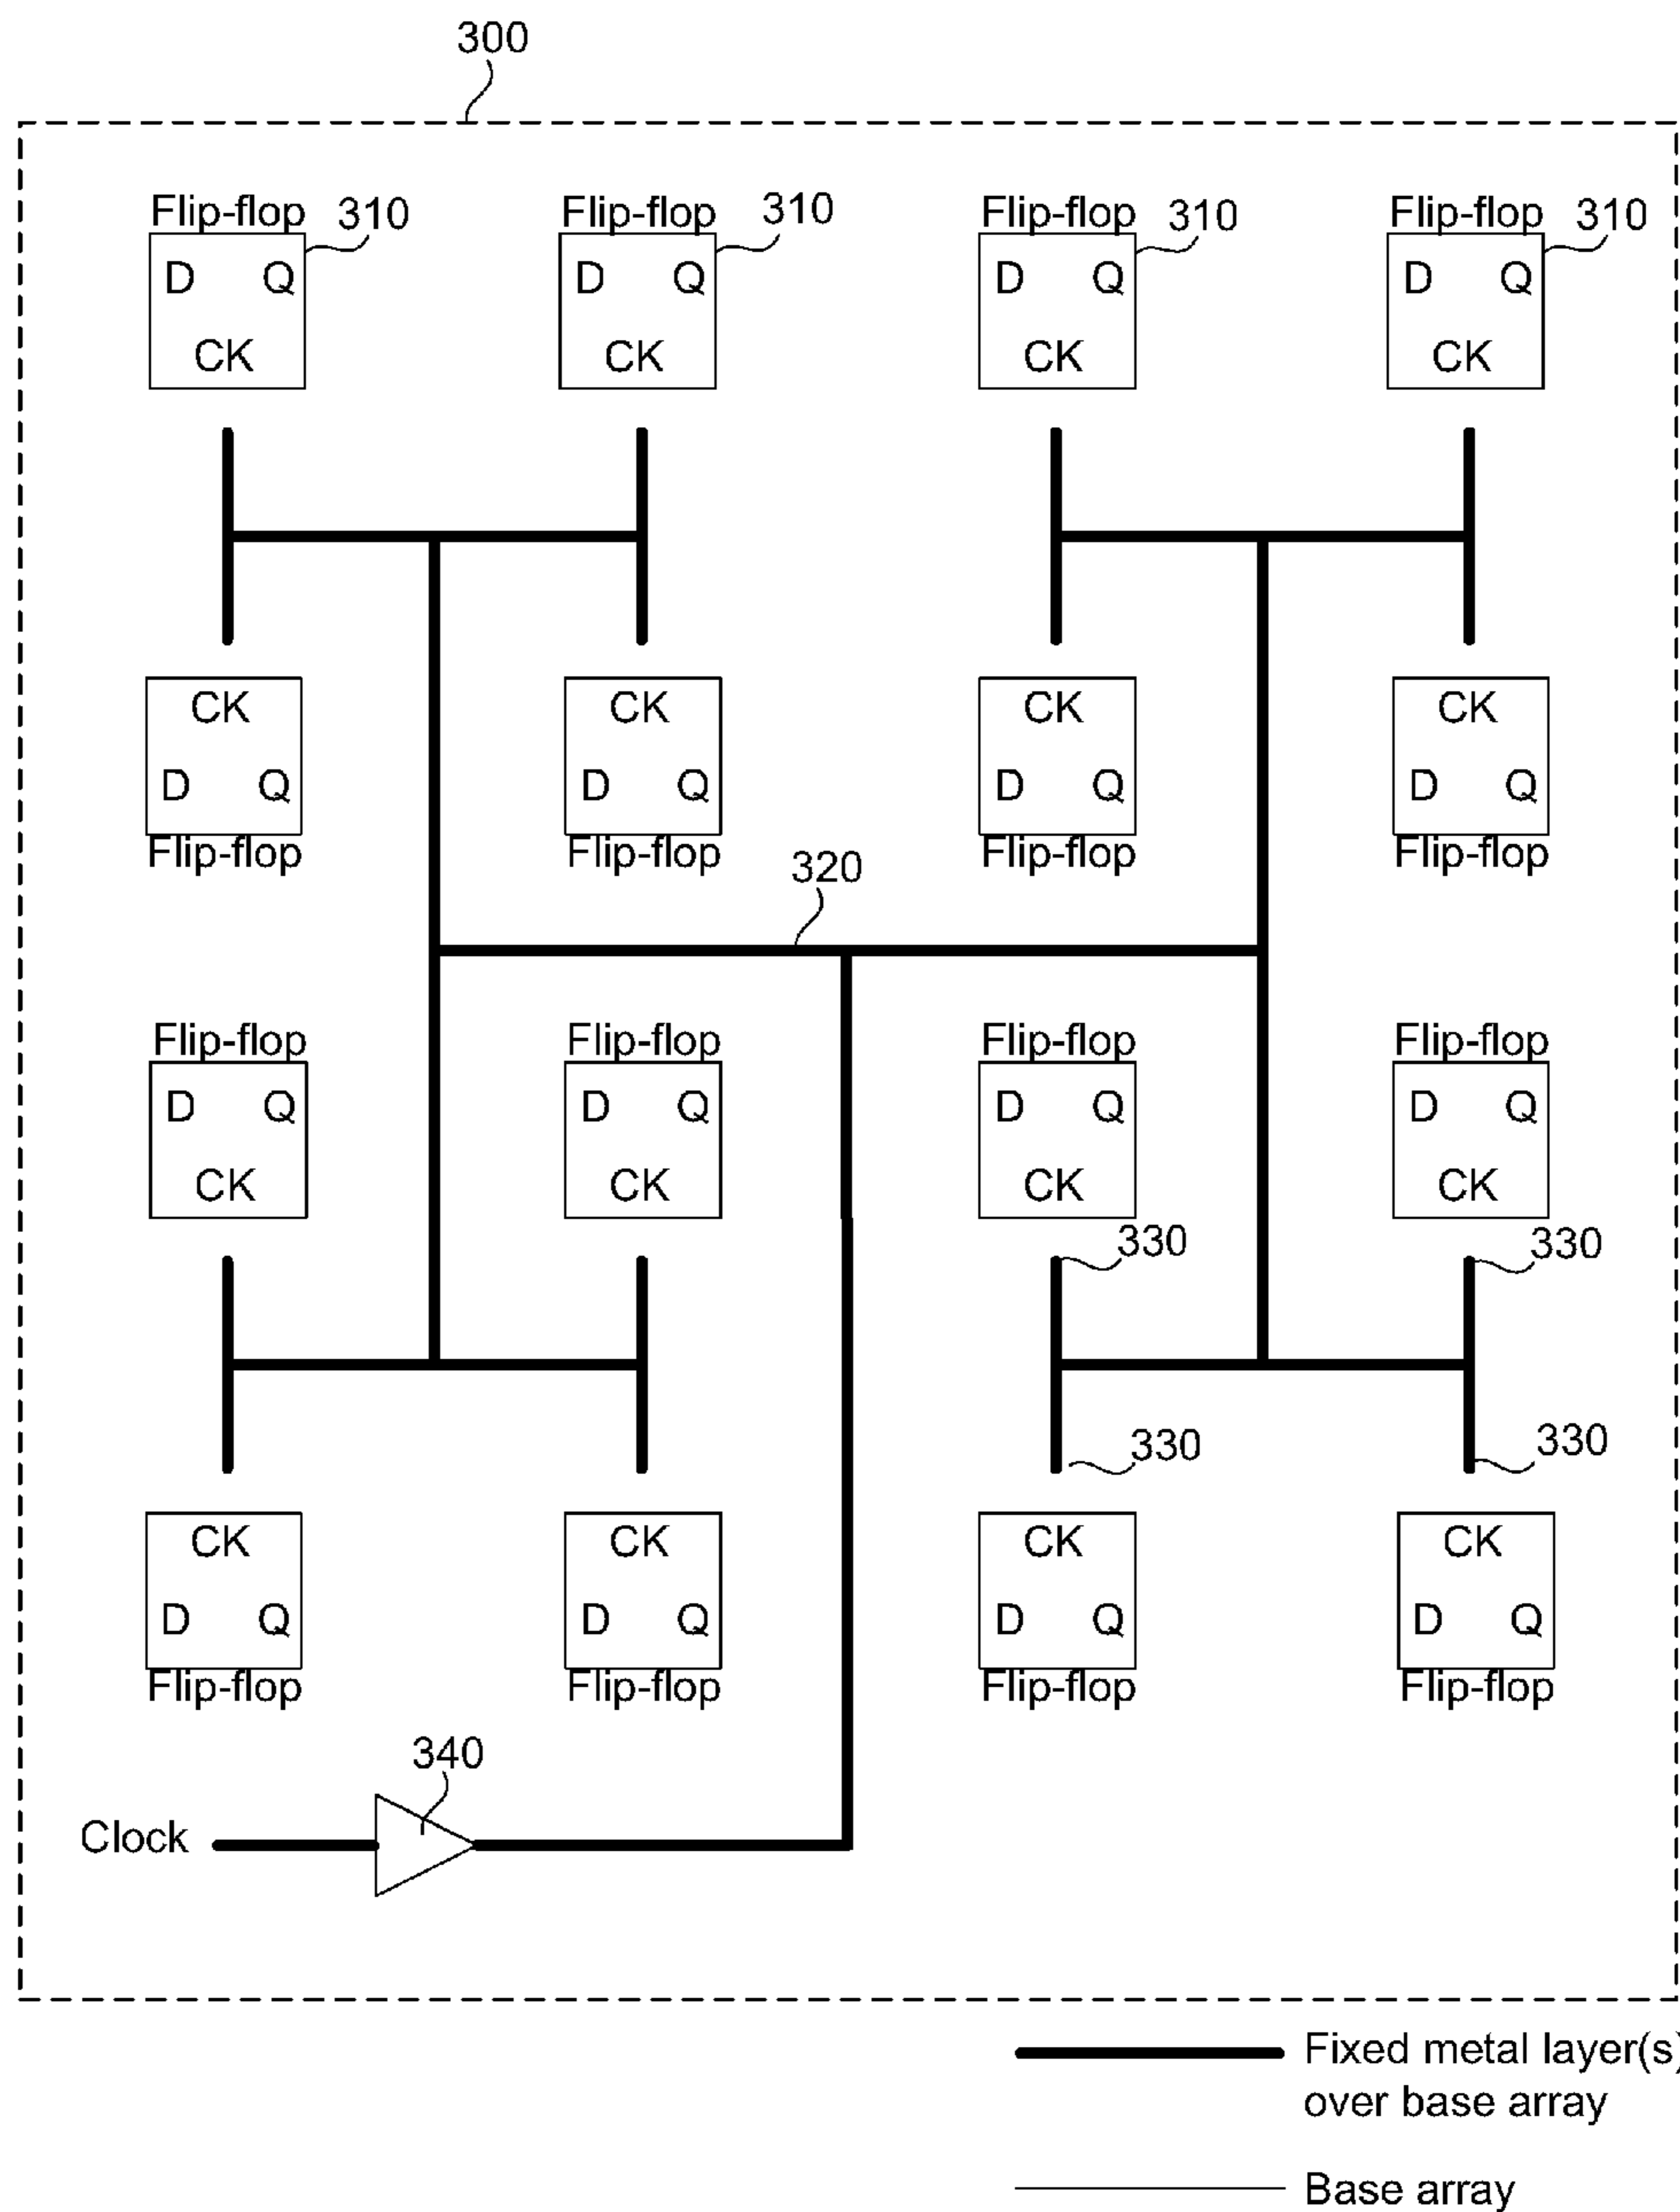 300
Flip-flop 310 Flip-flop 310 Flip-flop 310 Flip-flop 310
D Q D Q D Q D Q
CK CK CK CK
CK CK CK CK
D Q D Q D Q D Q
Flip-flop Flip-flop Flip-flop Flip-flop
320
Flip-flop Flip-flop Flip-flop Flip-flop
D Q D Q D Q D Q
CK CK CK CK
330 330
330 330
CK CK CK CK
D Q D Q D Q D Q
Flip-flop Flip-flop Flip-flop Flip-flop
340
Clock
Fixed metal layer(s)
over base array
Base array